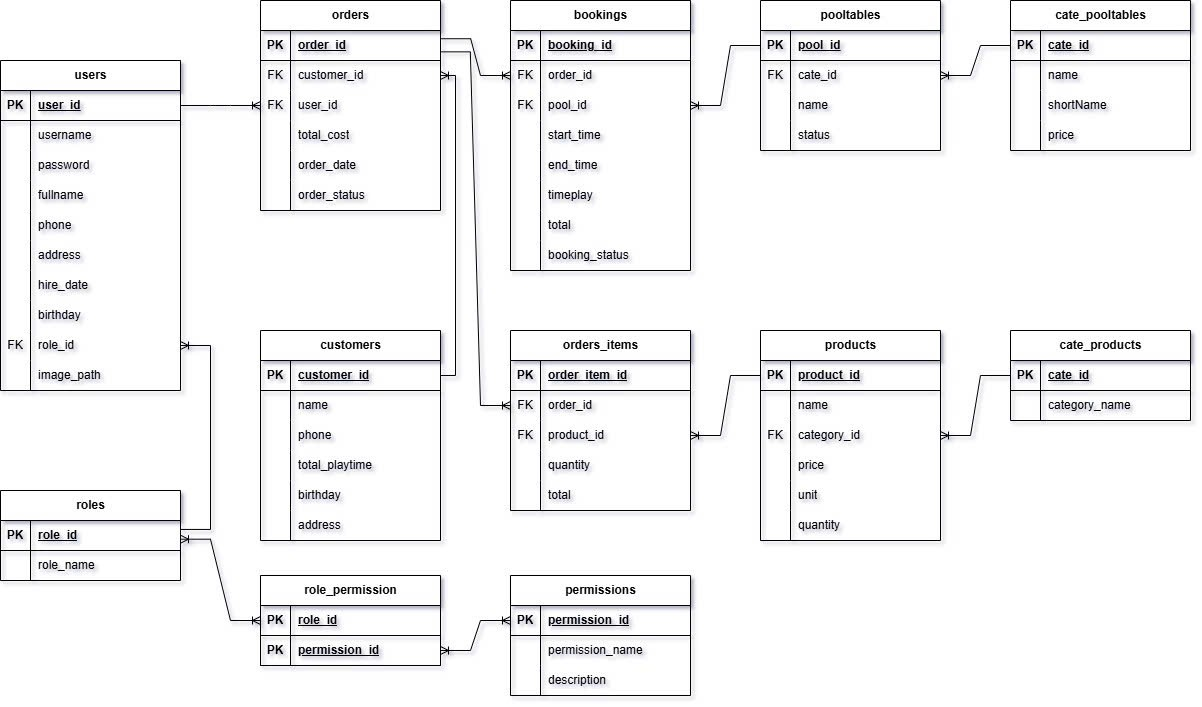 users
PK user_id
username
password
fullname
phone
address
hire_date
birthday
FK role_id
image_path
roles
PK role_id
role_name
orders
PK order_id
FK customer_id
FK user_id
total_cost
order_date
order_status
customers
PK customer_id
name
phone
total_playtime
birthday
address
role_permission
PK role_id
PK permission_id
bookings
PK booking_id
FK order_id
FK pool_id
start_time
end_time
timeplay
total
booking_status
orders_items
PK order_item_id
FK order_id
FK product_id
quantity
total
permissions
PK permission_id
permission_name
description
pooltables
PK pool_id
FK cate_id
name
status
products
PK product_id
name
FK category_id
price
unit
quantity
cate_pooltables
PK cate_id
name
shortName
price
cate_products
PK cate_id
category_name